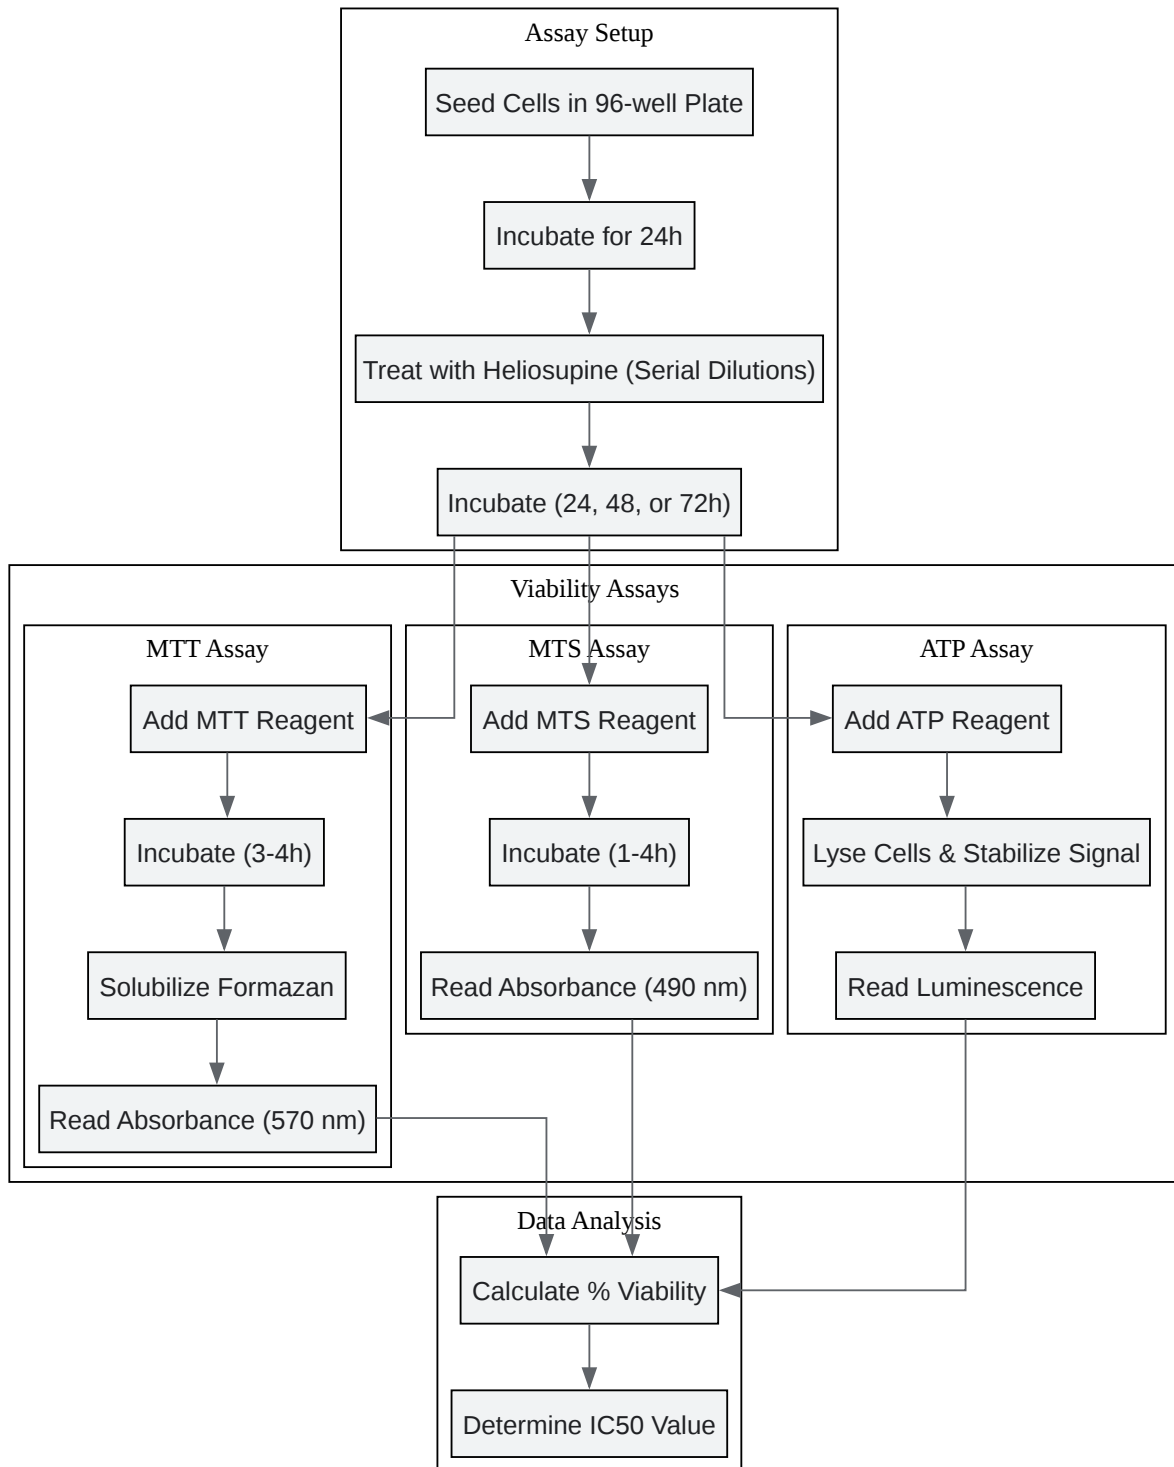 Assay Setup
Seed Cells in 96-well Plate
Incubate for 24h
Treat with Heliosupine (Serial Dilutions)
Incubate (24, 48, or 72h)
Viability Assays
MTT Assay
Add MTT Reagent
Incubate (3-4h)
Solubilize Formazan
Read Absorbance (570 nm)
MTS Assay
Add MTS Reagent
Incubate (1-4h)
Read Absorbance (490 nm)
ATP Assay
Add ATP Reagent
Lyse Cells & Stabilize Signal
Read Luminescence
Data Analysis
Calculate % Viability
Determine IC50 Value